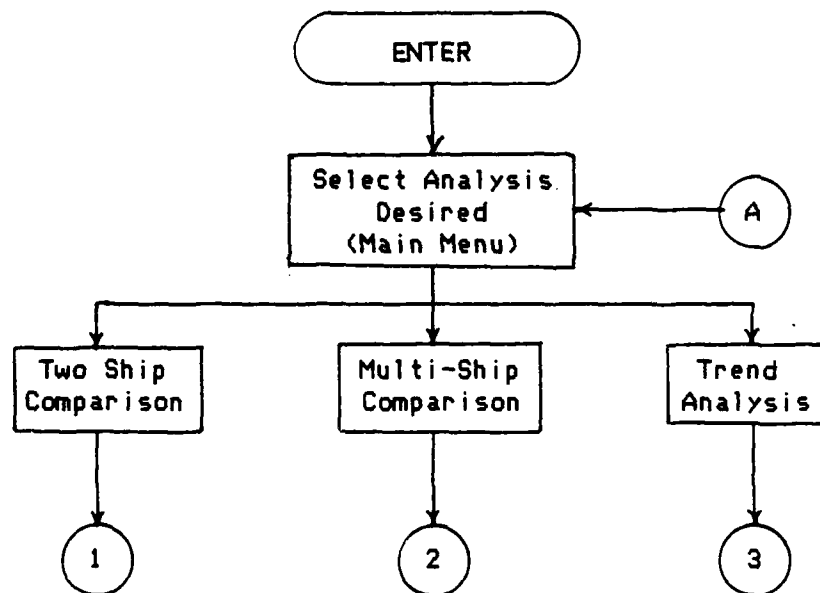 ENTER
Select Analysis
Desired
(Main Menu)
A
Two Ship
Comparison
Multi-Ship
Comparison
Trend
Analysis
1
2
3